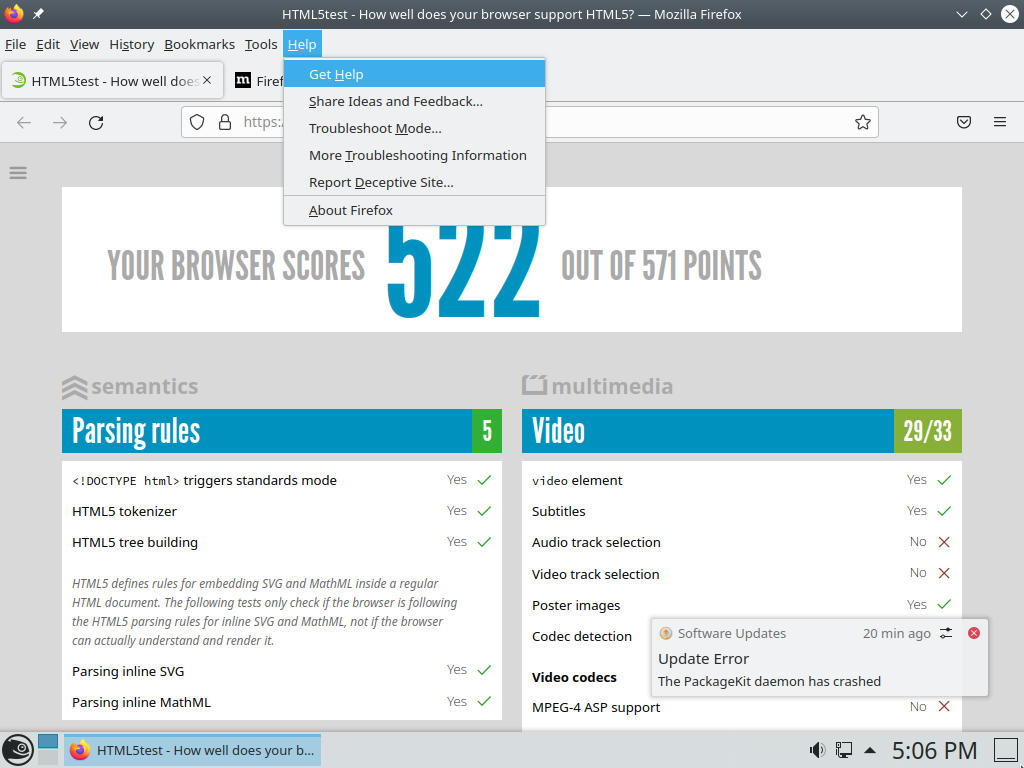 HTML5test - How well does your browser support HTML5? — Mozilla Firefox
File Edit View History Bookmarks Tools Help
HTML5test - How well does
Firef
https:
Get Help
Share Ideas and Feedback...
Troubleshoot Mode...
More Troubleshooting Information
Report Deceptive Site...
About Firefox
YOUR BROWSER SCORES 522 OUT OF 571 POINTS
semantics
Parsing rules 5
<!DOCTYPE html> triggers standards mode Yes
HTML5 tokenizer Yes
HTML5 tree building Yes
HTML5 defines rules for embedding SVG and MathML inside a regular
HTML document. The following tests only check if the browser is following
the HTML5 parsing rules for inline SVG and MathML, not if the browser
can actually understand and render it.
Parsing inline SVG Yes
Parsing inline MathML Yes
multimedia
Video 29/33
video element Yes
Subtitles Yes
Audio track selection No
Video track selection No
Poster images Yes
Codec detection
Video codecs
MPEG-4 ASP support No
Software Updates 20 min ago
Update Error
The PackageKit daemon has crashed
HTML5test - How well does your b...
5:06 PM